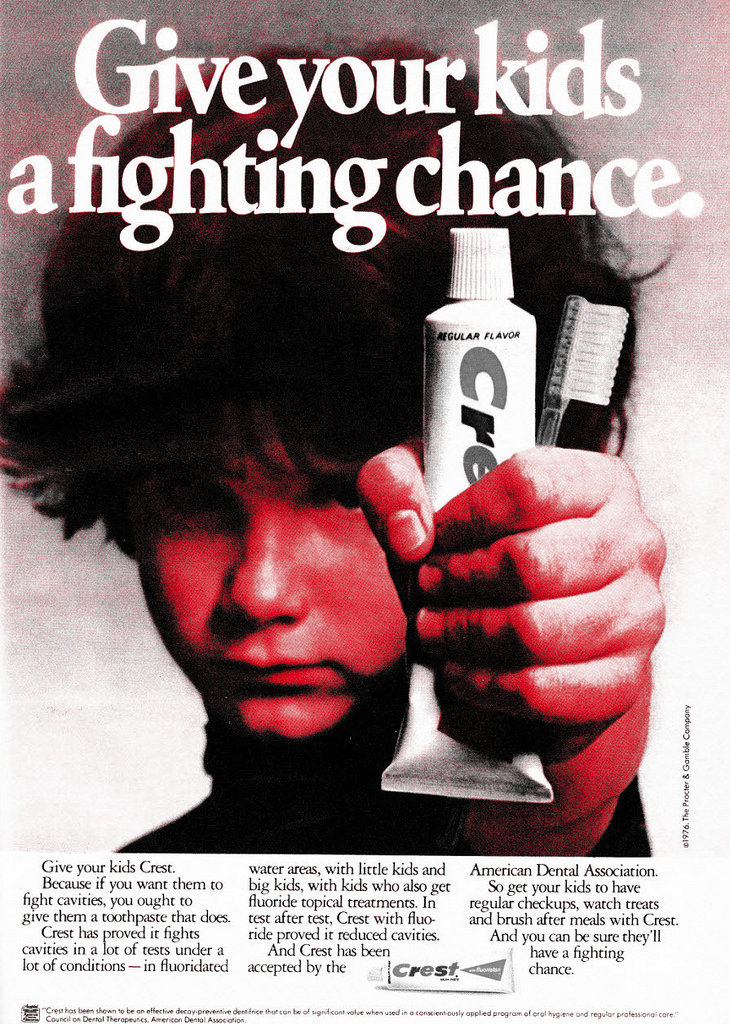 Give your kids
a fighting chance.
REGULAR FLAVOR
Cre
©1976, The Procter & Gamble Company
Give your kids Crest.
Because if you want them to
fight cavities, you ought to
give them a toothpaste that does.
Crest has proved it fights
cavities in a lot of tests under a
lot of conditions — in fluoridated
water areas, with little kids and
big kids, with kids who also get
fluoride topical treatments. In
test after test, Crest with fluo-
ride proved it reduced cavities.
And Crest has been
accepted by the
American Dental Association.
So get your kids to have
regular checkups, watch treats
and brush after meals with Crest.
And you can be sure they'll
have a fighting
chance.
Crest
with fluoristan
"Crest has been shown to be an effective decay-preventive dentifrice that can be of significant value when used in a conscientiously applied program of oral hygiene and regular professional care."
Council on Dental Therapeutics, American Dental Association.